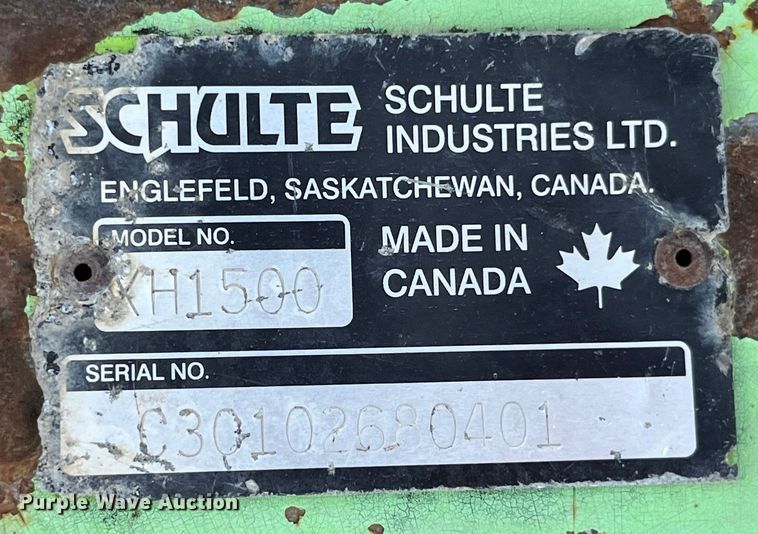 SCHULTE
SCHULTE
INDUSTRIES LTD.
ENGLEFELD, SASKATCHEWAN, CANADA.
MODEL NO.
XH1500
MADE IN
CANADA
SERIAL NO.
C30102680401
Purple Wave Auction